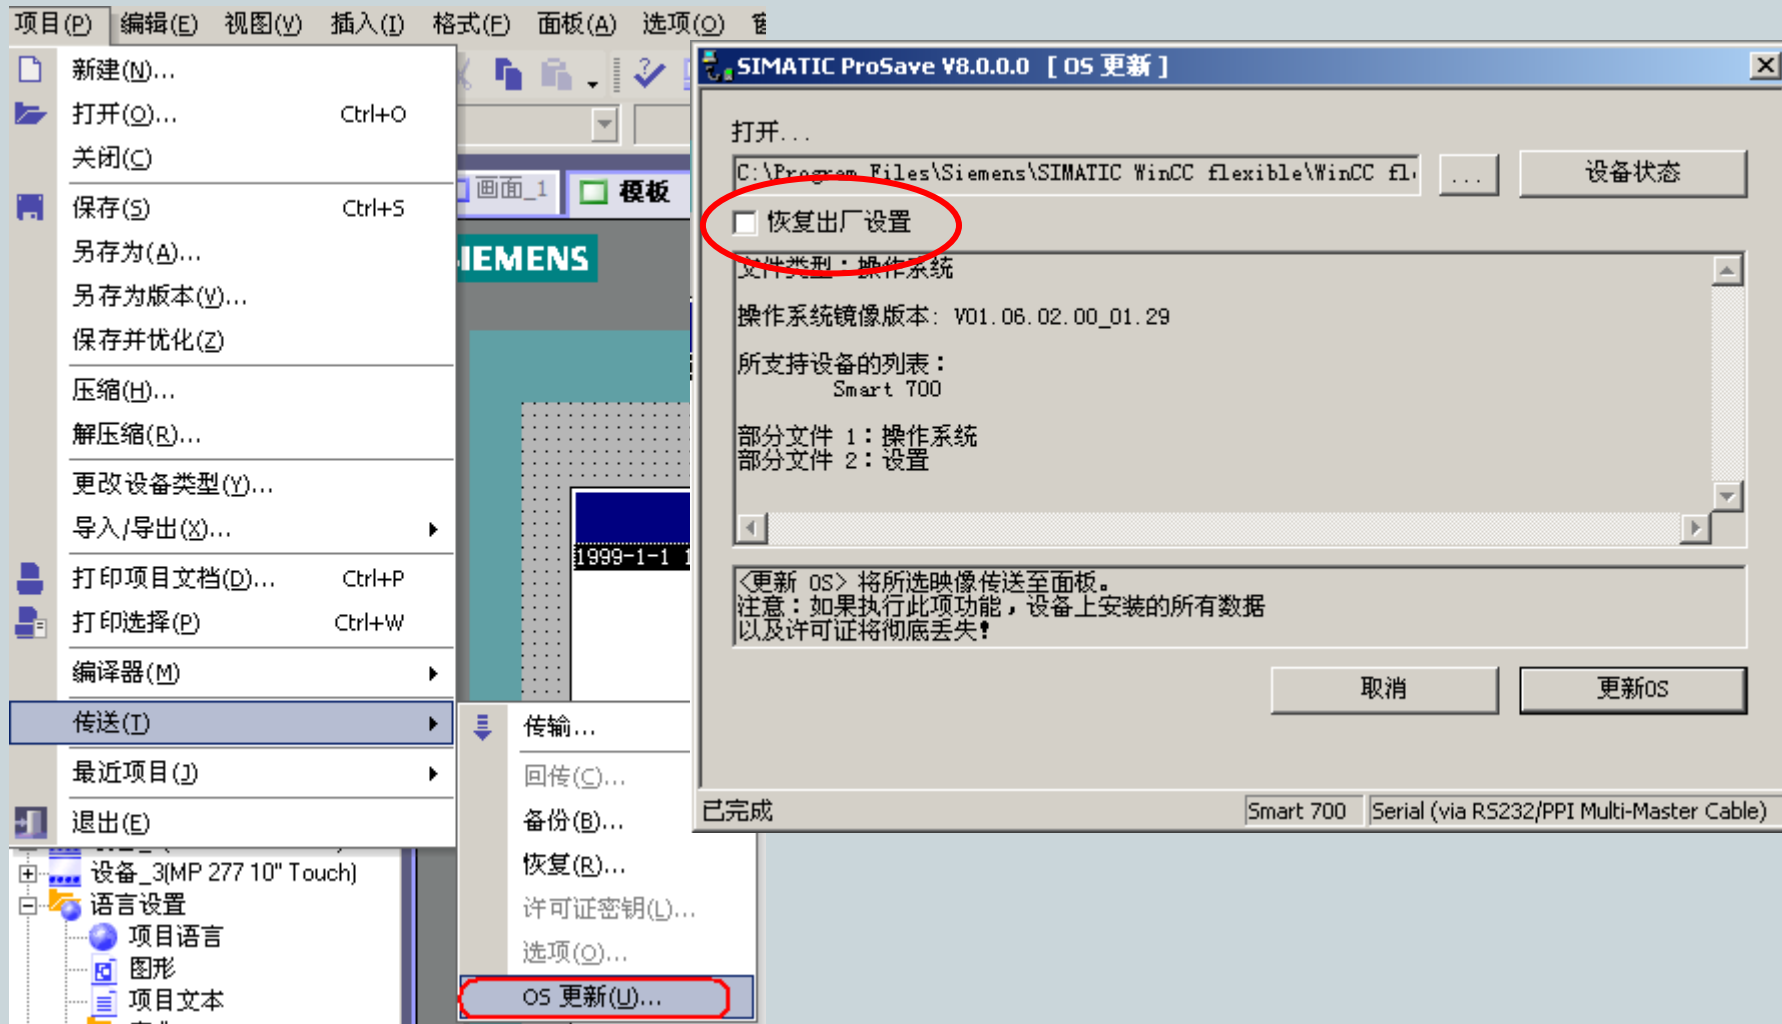 项目(P) 编辑(E) 视图(V) 插入(I) 格式(F) 面板(A) 选项(O)
新建(N)...
打开(O)... Ctrl+O
关闭(C)
保存(S) Ctrl+S
另存为(A)...
另存为版本(V)...
保存并优化(Z)
压缩(H)...
解压缩(R)...
更改设备类型(Y)...
导入/导出(X)...
打印项目文档(D)... Ctrl+P
打印选择(P) Ctrl+W
编译器(M)
传送(T)
最近项目(J)
退出(E)
传输...
回传(C)...
备份(B)...
恢复(R)...
许可证密钥(L)...
选项(O)...
OS 更新(U)...
设备_3(MP 277 10" Touch)
语言设置
项目语言
图形
项目文本
画面_1
模板
IEMENS
1999-1-1 1
SIMATIC ProSave V8.0.0.0 [ OS 更新 ]
打开...
C:\Program Files\Siemens\SIMATIC WinCC flexible\WinCC fl
...
设备状态
恢复出厂设置
文件类型：操作系统
操作系统镜像版本: V01.06.02.00_01.29
所支持设备的列表：
Smart 700
部分文件 1：操作系统
部分文件 2：设置
<更新 OS> 将所选映像传送至面板。
注意：如果执行此项功能，设备上安装的所有数据
以及许可证将彻底丢失！
取消
更新OS
已完成
Smart 700
Serial (via RS232/PPI Multi-Master Cable)